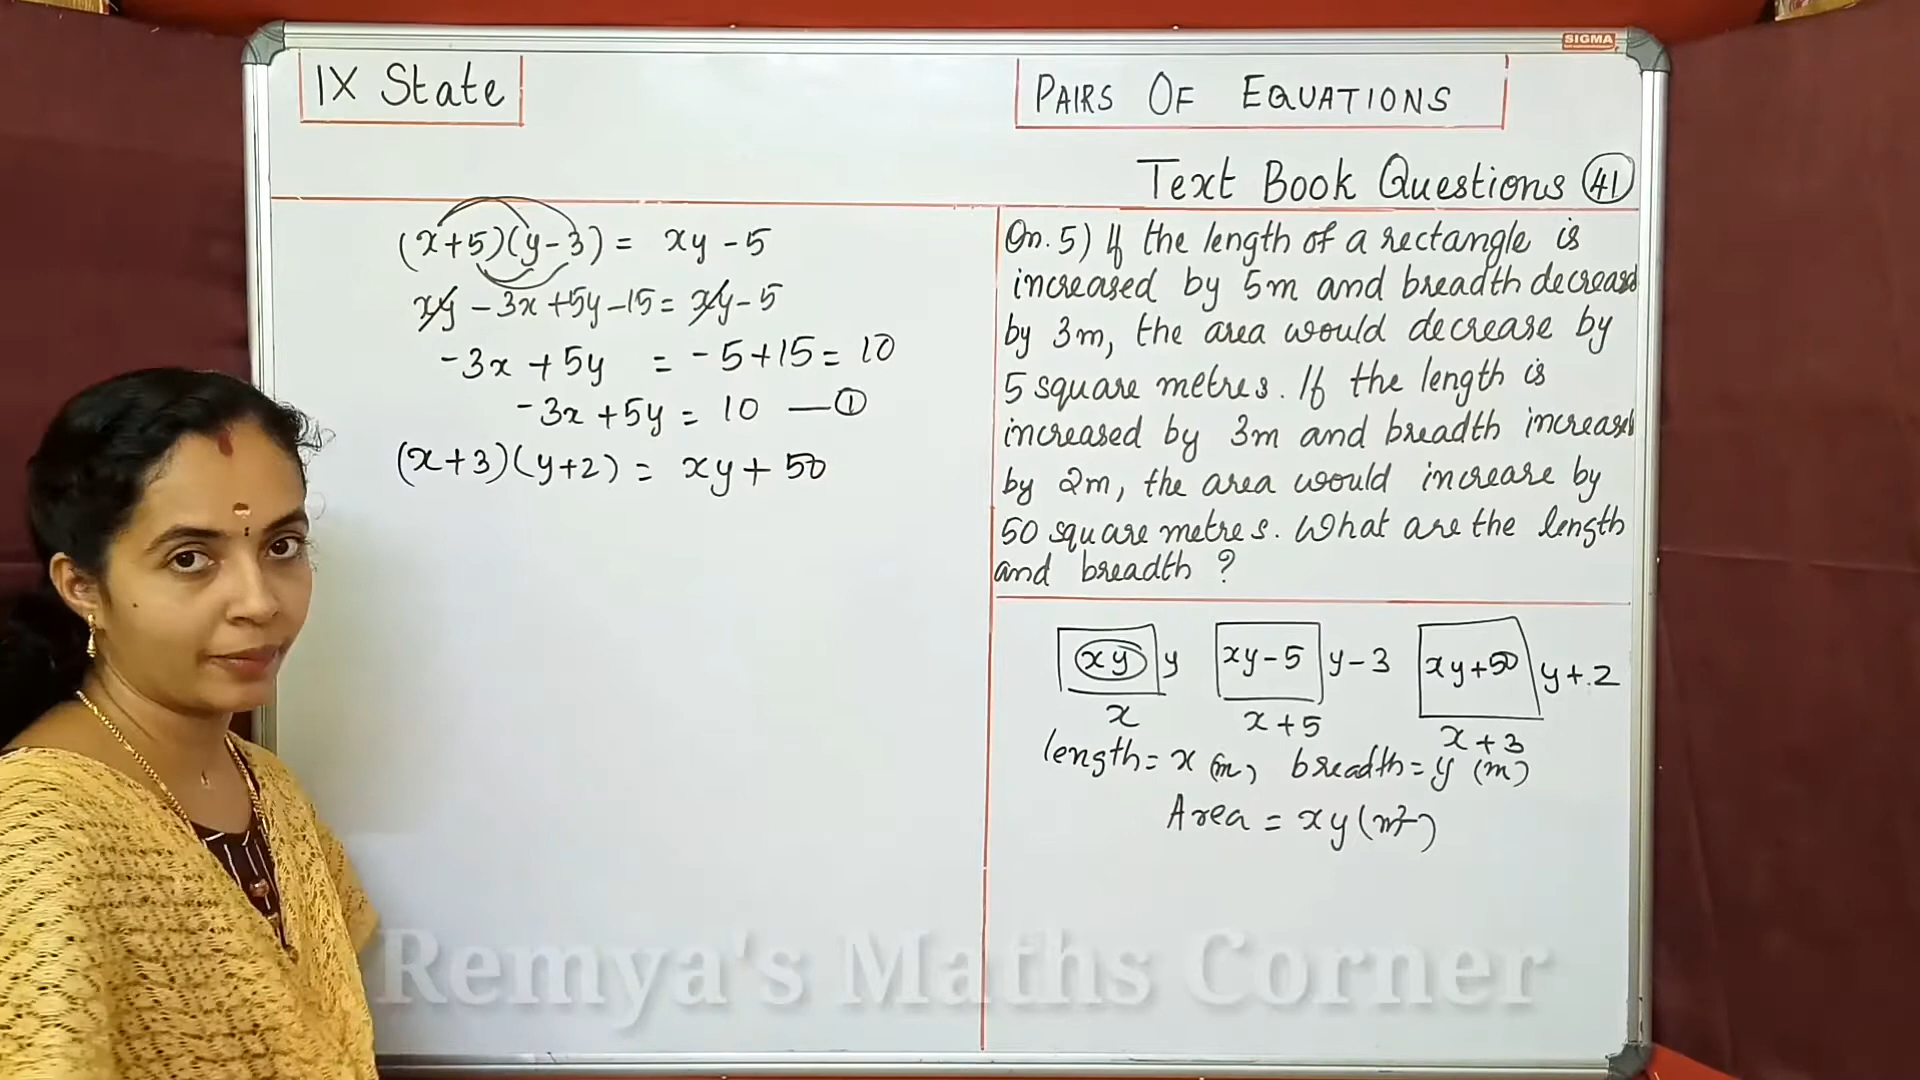 SIGMA
IX State
PAIRS OF EQUATIONS
Text Book Questions 41
(x+5)(y-3) = xy - 5
xy - 3x + 5y - 15 = xy - 5
-3x + 5y = -5 + 15 = 10
-3x + 5y = 10 — ①
(x+3)(y+2) = xy + 50
Qn. 5) If the length of a rectangle is
increased by 5m and breadth decreased
by 3m, the area would decrease by
5 square metres. If the length is
increased by 3m and breadth increased
by 2m, the area would increase by
50 square metres. What are the length
and breadth ?
xy y xy-5 y-3 xy+50 y+2
x x+5 x+3
length = x (m), breadth = y (m)
Area = xy (m²)
Remya's Maths Corner